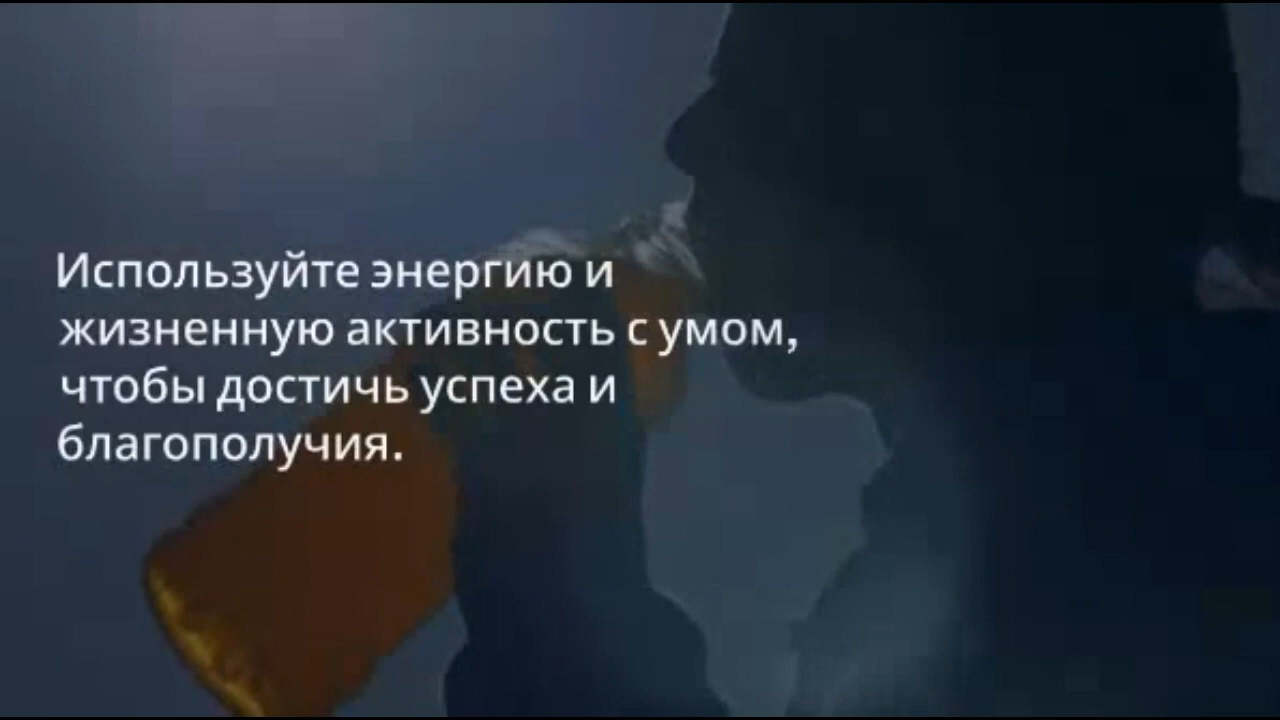 Используйте энергию и
жизненную активность с умом,
чтобы достичь успеха и
благополучия.